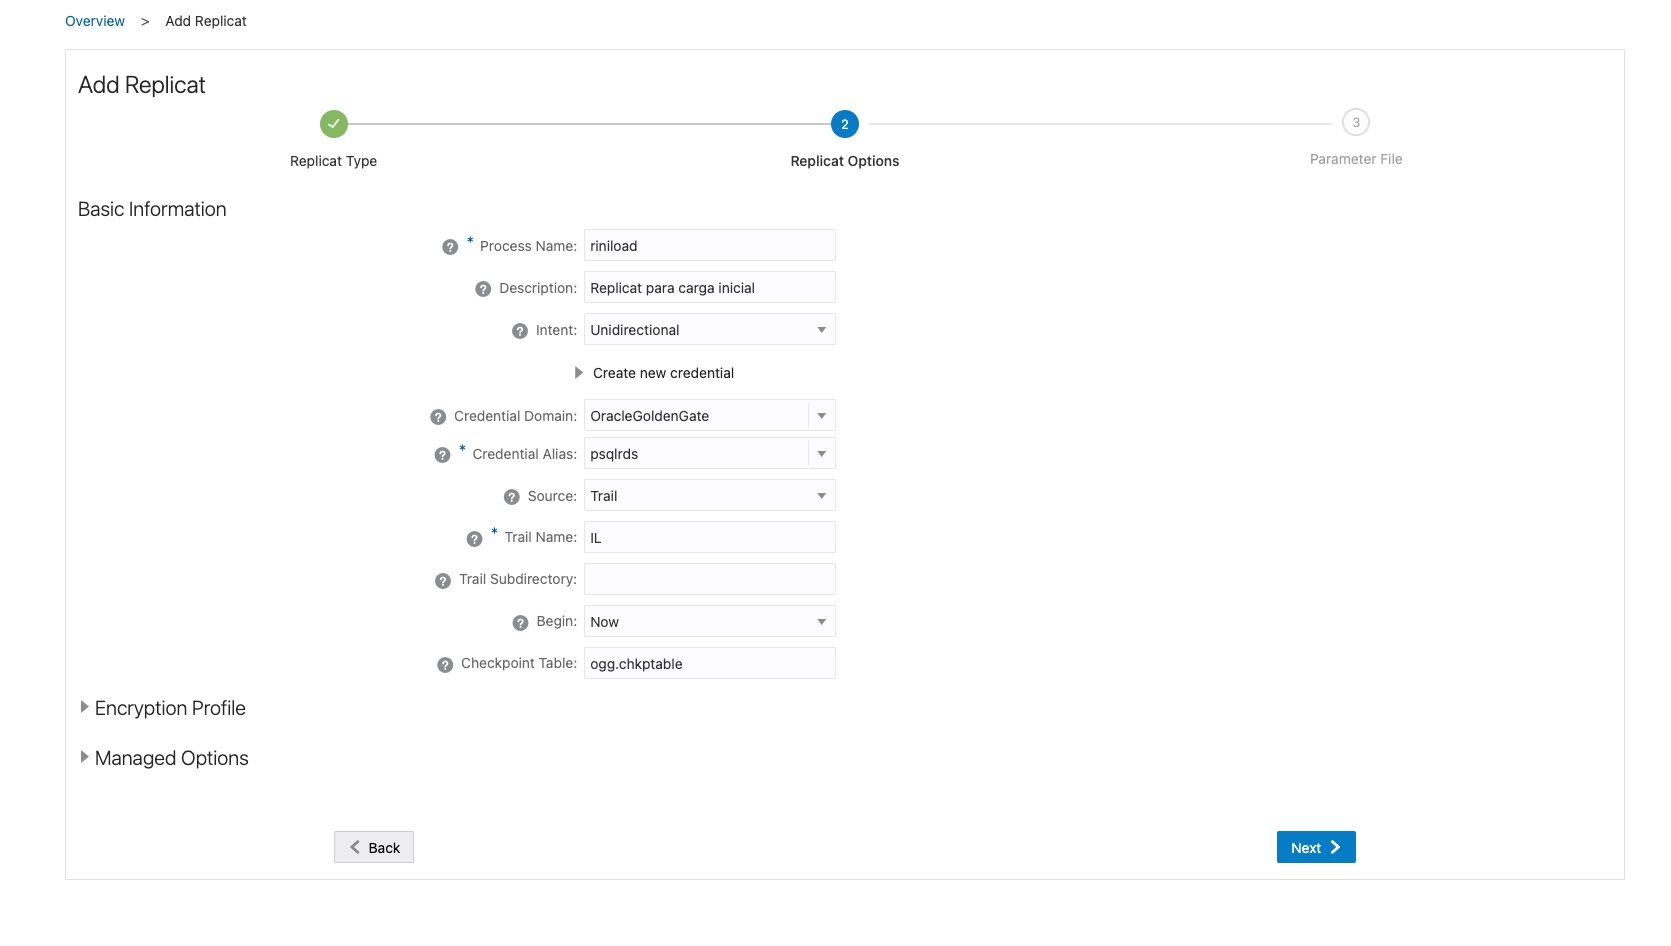 Overview > Add Replicat
Add Replicat
2
3
Replicat Type
Replicat Options
Parameter File
Basic Information
? * Process Name: riniload
? Description: Replicat para carga inicial
? Intent: Unidirectional
Create new credential
? Credential Domain: OracleGoldenGate
? * Credential Alias: psqlrds
? Source: Trail
? * Trail Name: IL
? Trail Subdirectory:
? Begin: Now
? Checkpoint Table: ogg.chkptable
Encryption Profile
Managed Options
Back
Next